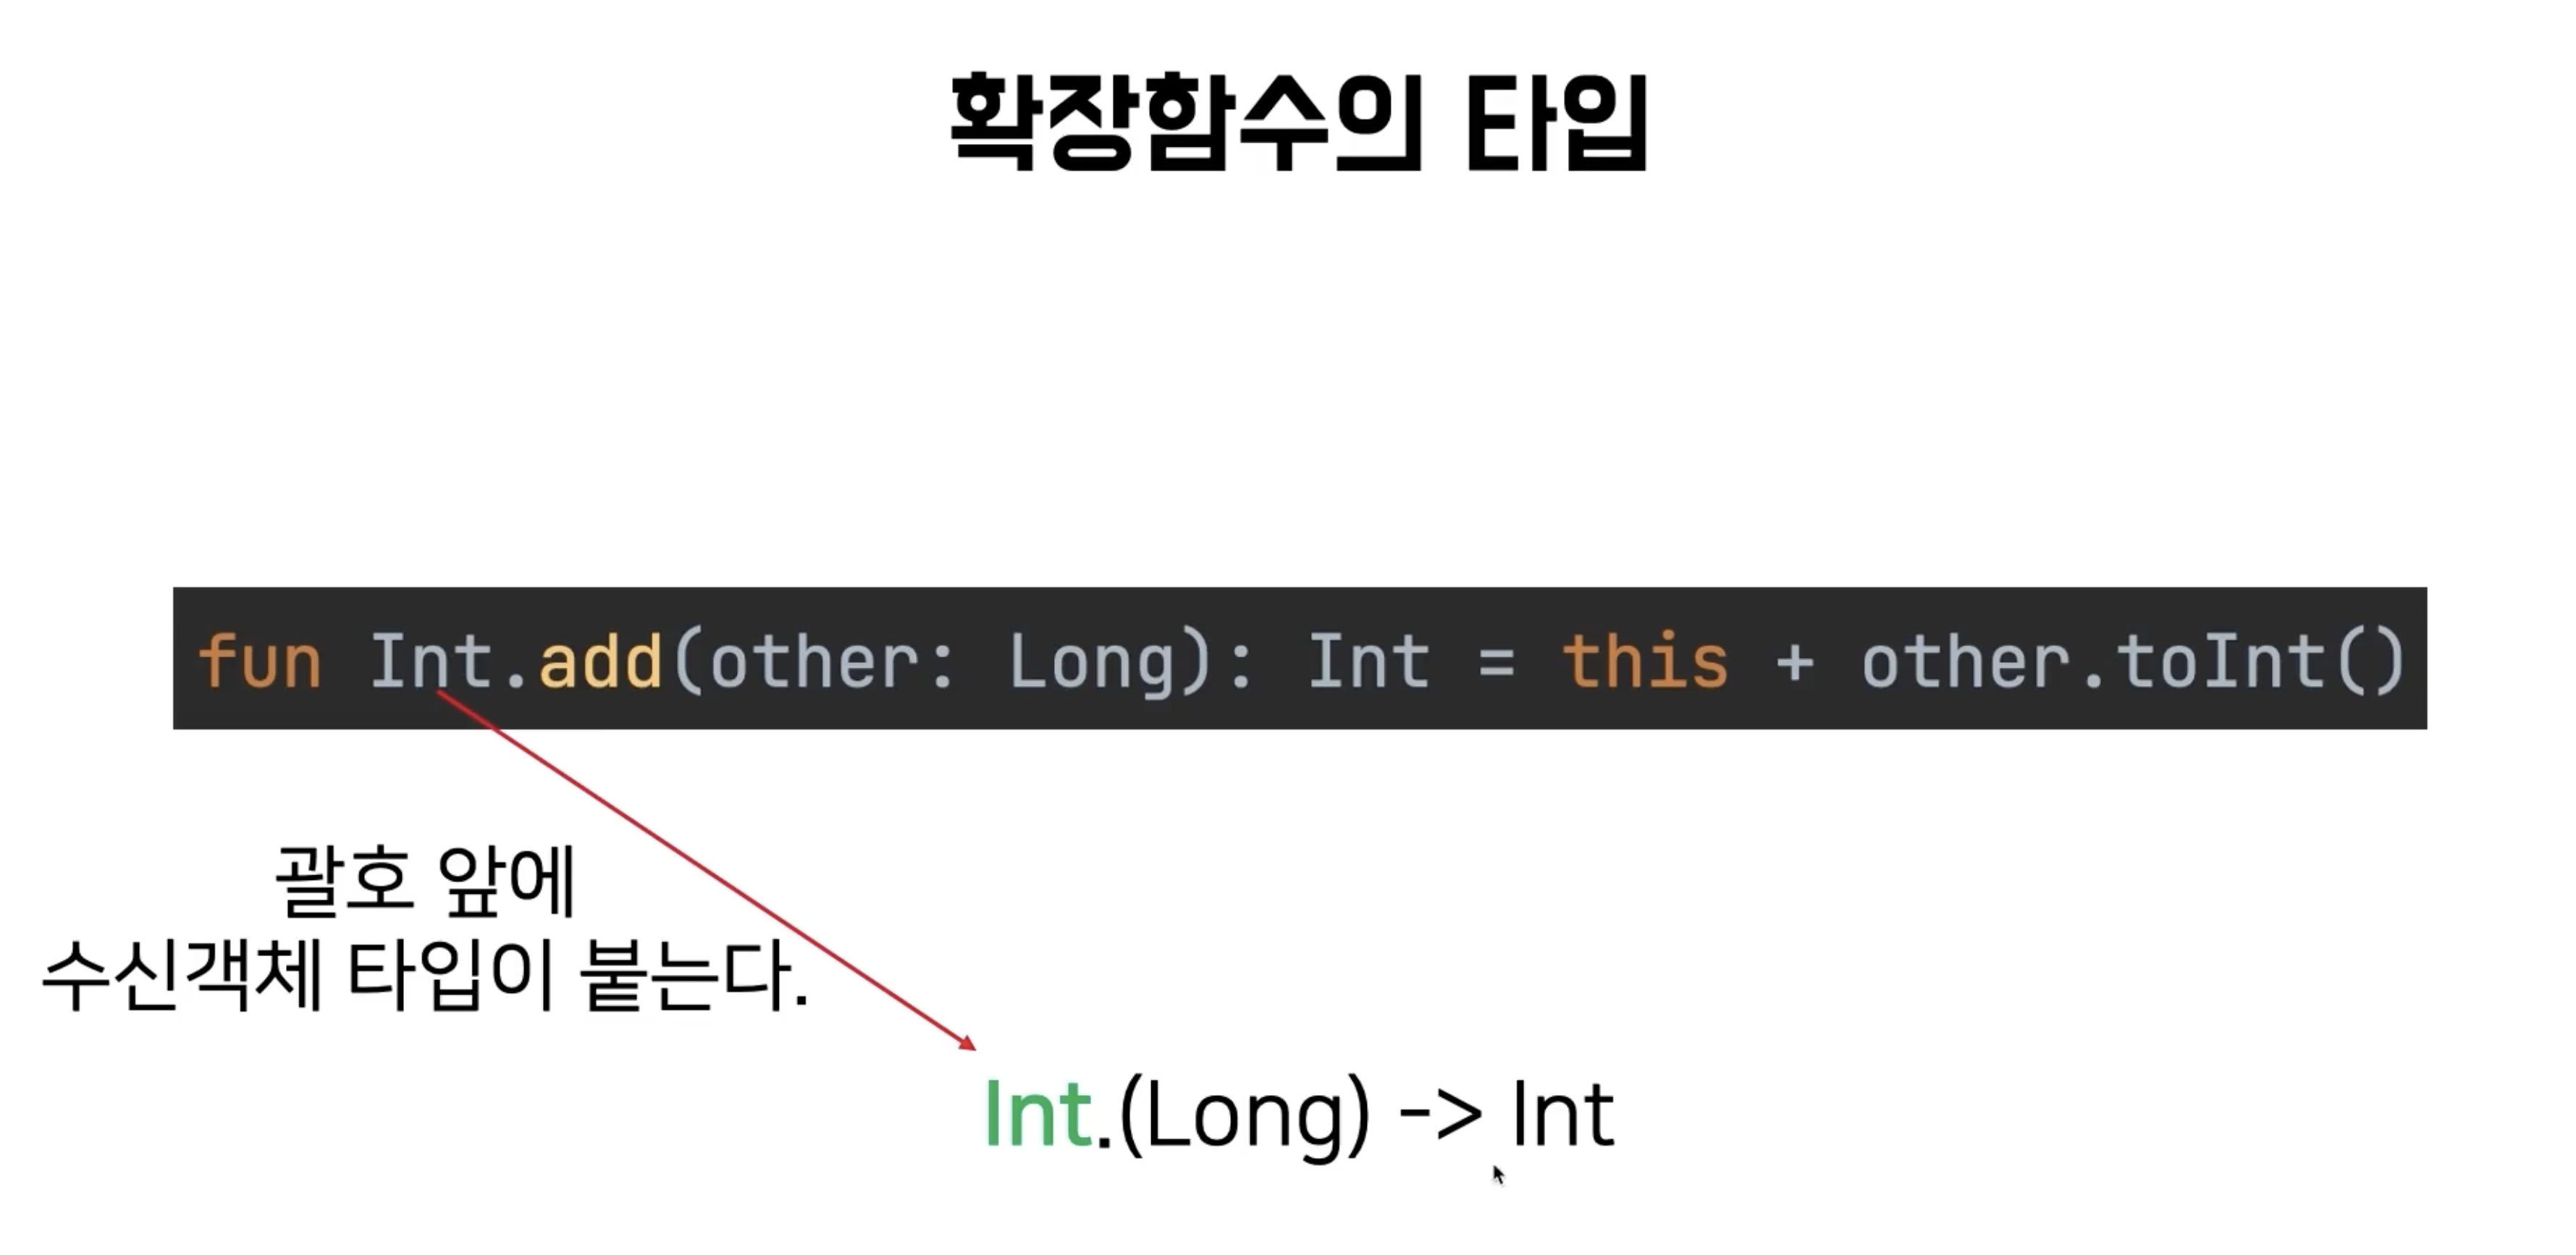 확장함수의 타입
fun Int.add(other: Long): Int = this + other.toInt()
괄호 앞에
수신객체 타입이 붙는다.
Int.(Long) -> Int